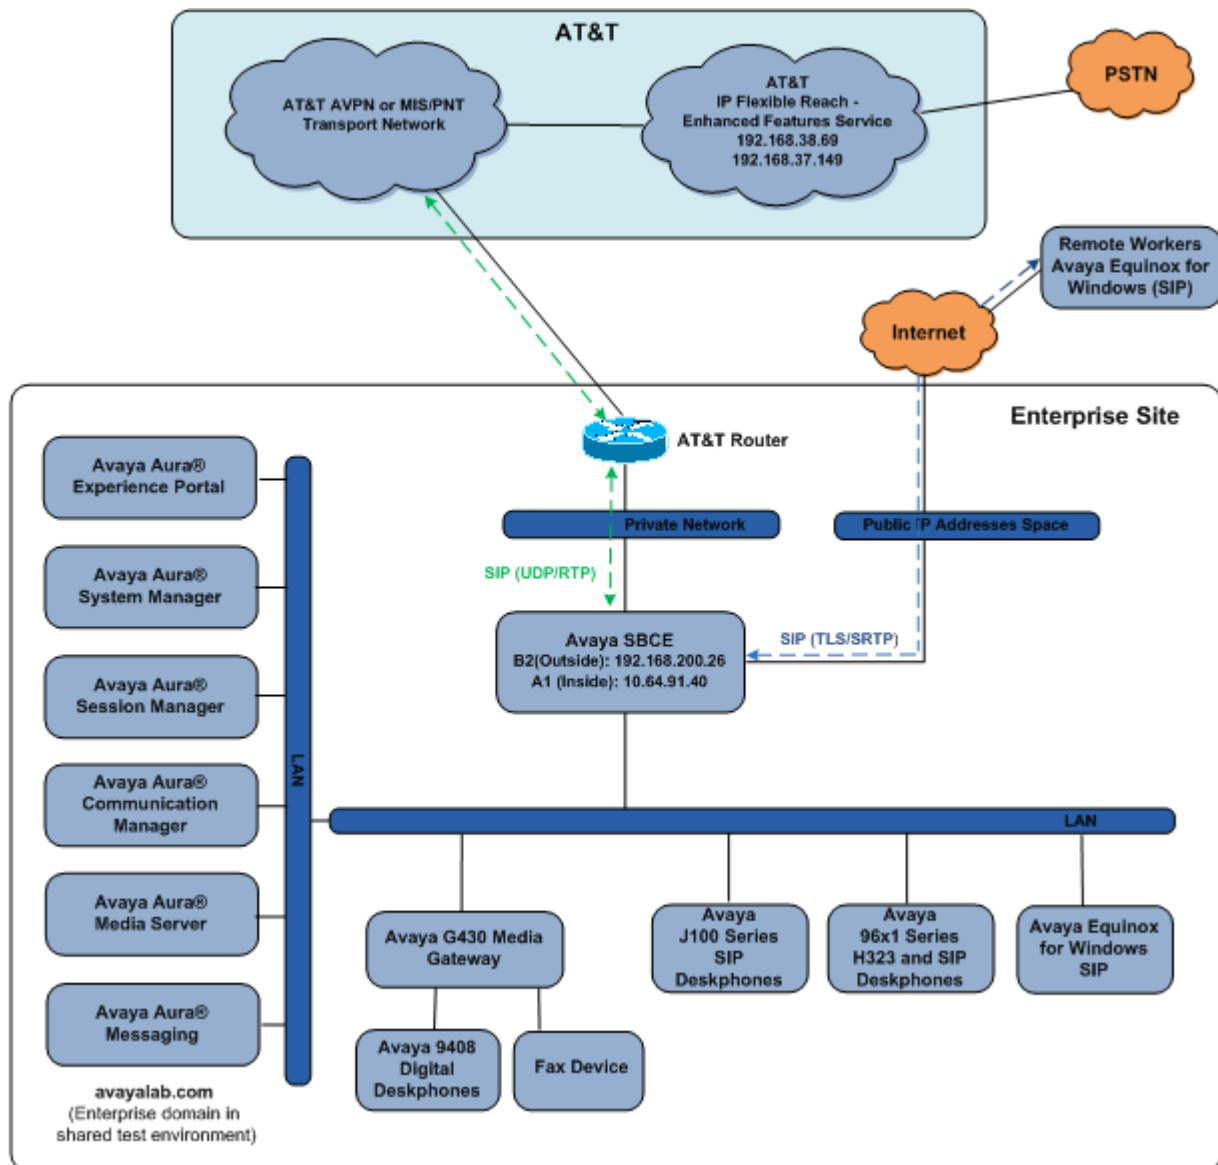 AT&T
AT&T AVPN or MIS/PNT
Transport Network
AT&T
IP Flexible Reach -
Enhanced Features Service
192.168.38.69
192.168.37.149
PSTN
Remote Workers
Avaya Equinox for
Windows (SIP)
Internet
Enterprise Site
AT&T Router
Private Network
Public IP Addresses Space
SIP (UDP/RTP)
SIP (TLS/SRTP)
Avaya SBCE
B2(Outside): 192.168.200.26
A1 (Inside): 10.64.91.40
Avaya Aura®
Experience Portal
Avaya Aura®
System Manager
Avaya Aura®
Session Manager
Avaya Aura®
Communication
Manager
Avaya Aura®
Media Server
Avaya Aura®
Messaging
LAN
LAN
avayalab.com
(Enterprise domain in
shared test environment)
Avaya G430 Media
Gateway
Avaya 9408
Digital
Deskphones
Fax Device
Avaya
J100 Series
SIP
Deskphones
Avaya
96x1 Series
H323 and SIP
Deskphones
Avaya Equinox
for Windows
SIP